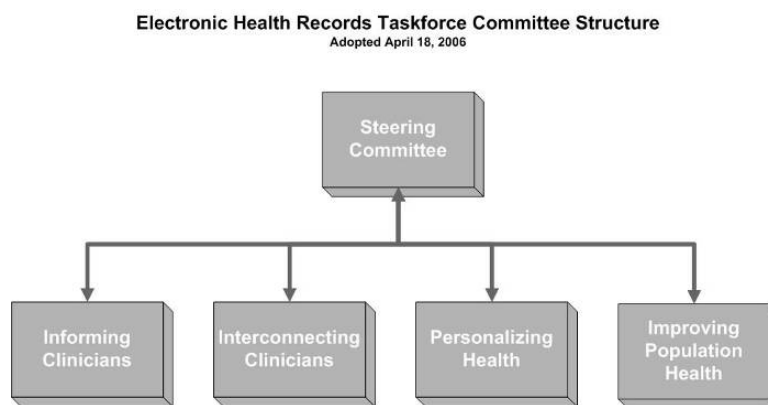 Electronic Health Records Taskforce Committee Structure
Adopted April 18, 2006
Steering
Committee
Informing
Clinicians
Interconnecting
Clinicians
Personalizing
Health
Improving
Population
Health